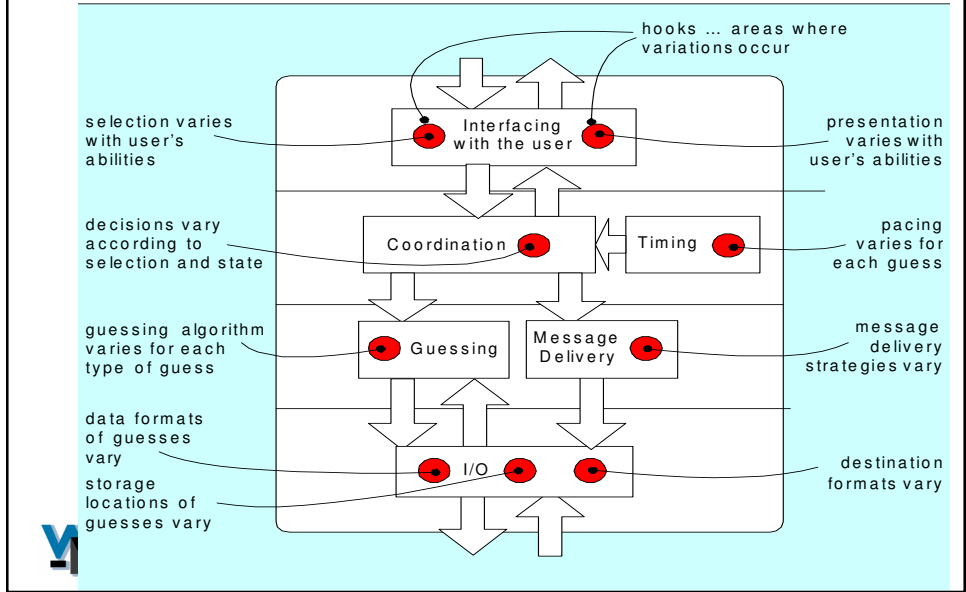 hooks ... areas where
variations occur
selection varies
with user's
abilities
Interfacing
with the user
presentation
varies with
user's abilities
decisions vary
according to
selection and state
Coordination
Timing
pacing
varies for
each guess
guessing algorithm
varies for each
type of guess
Guessing
Message
Delivery
message
delivery
strategies vary
data formats
of guesses
vary
storage
locations of
guesses vary
I/O
destination
formats vary